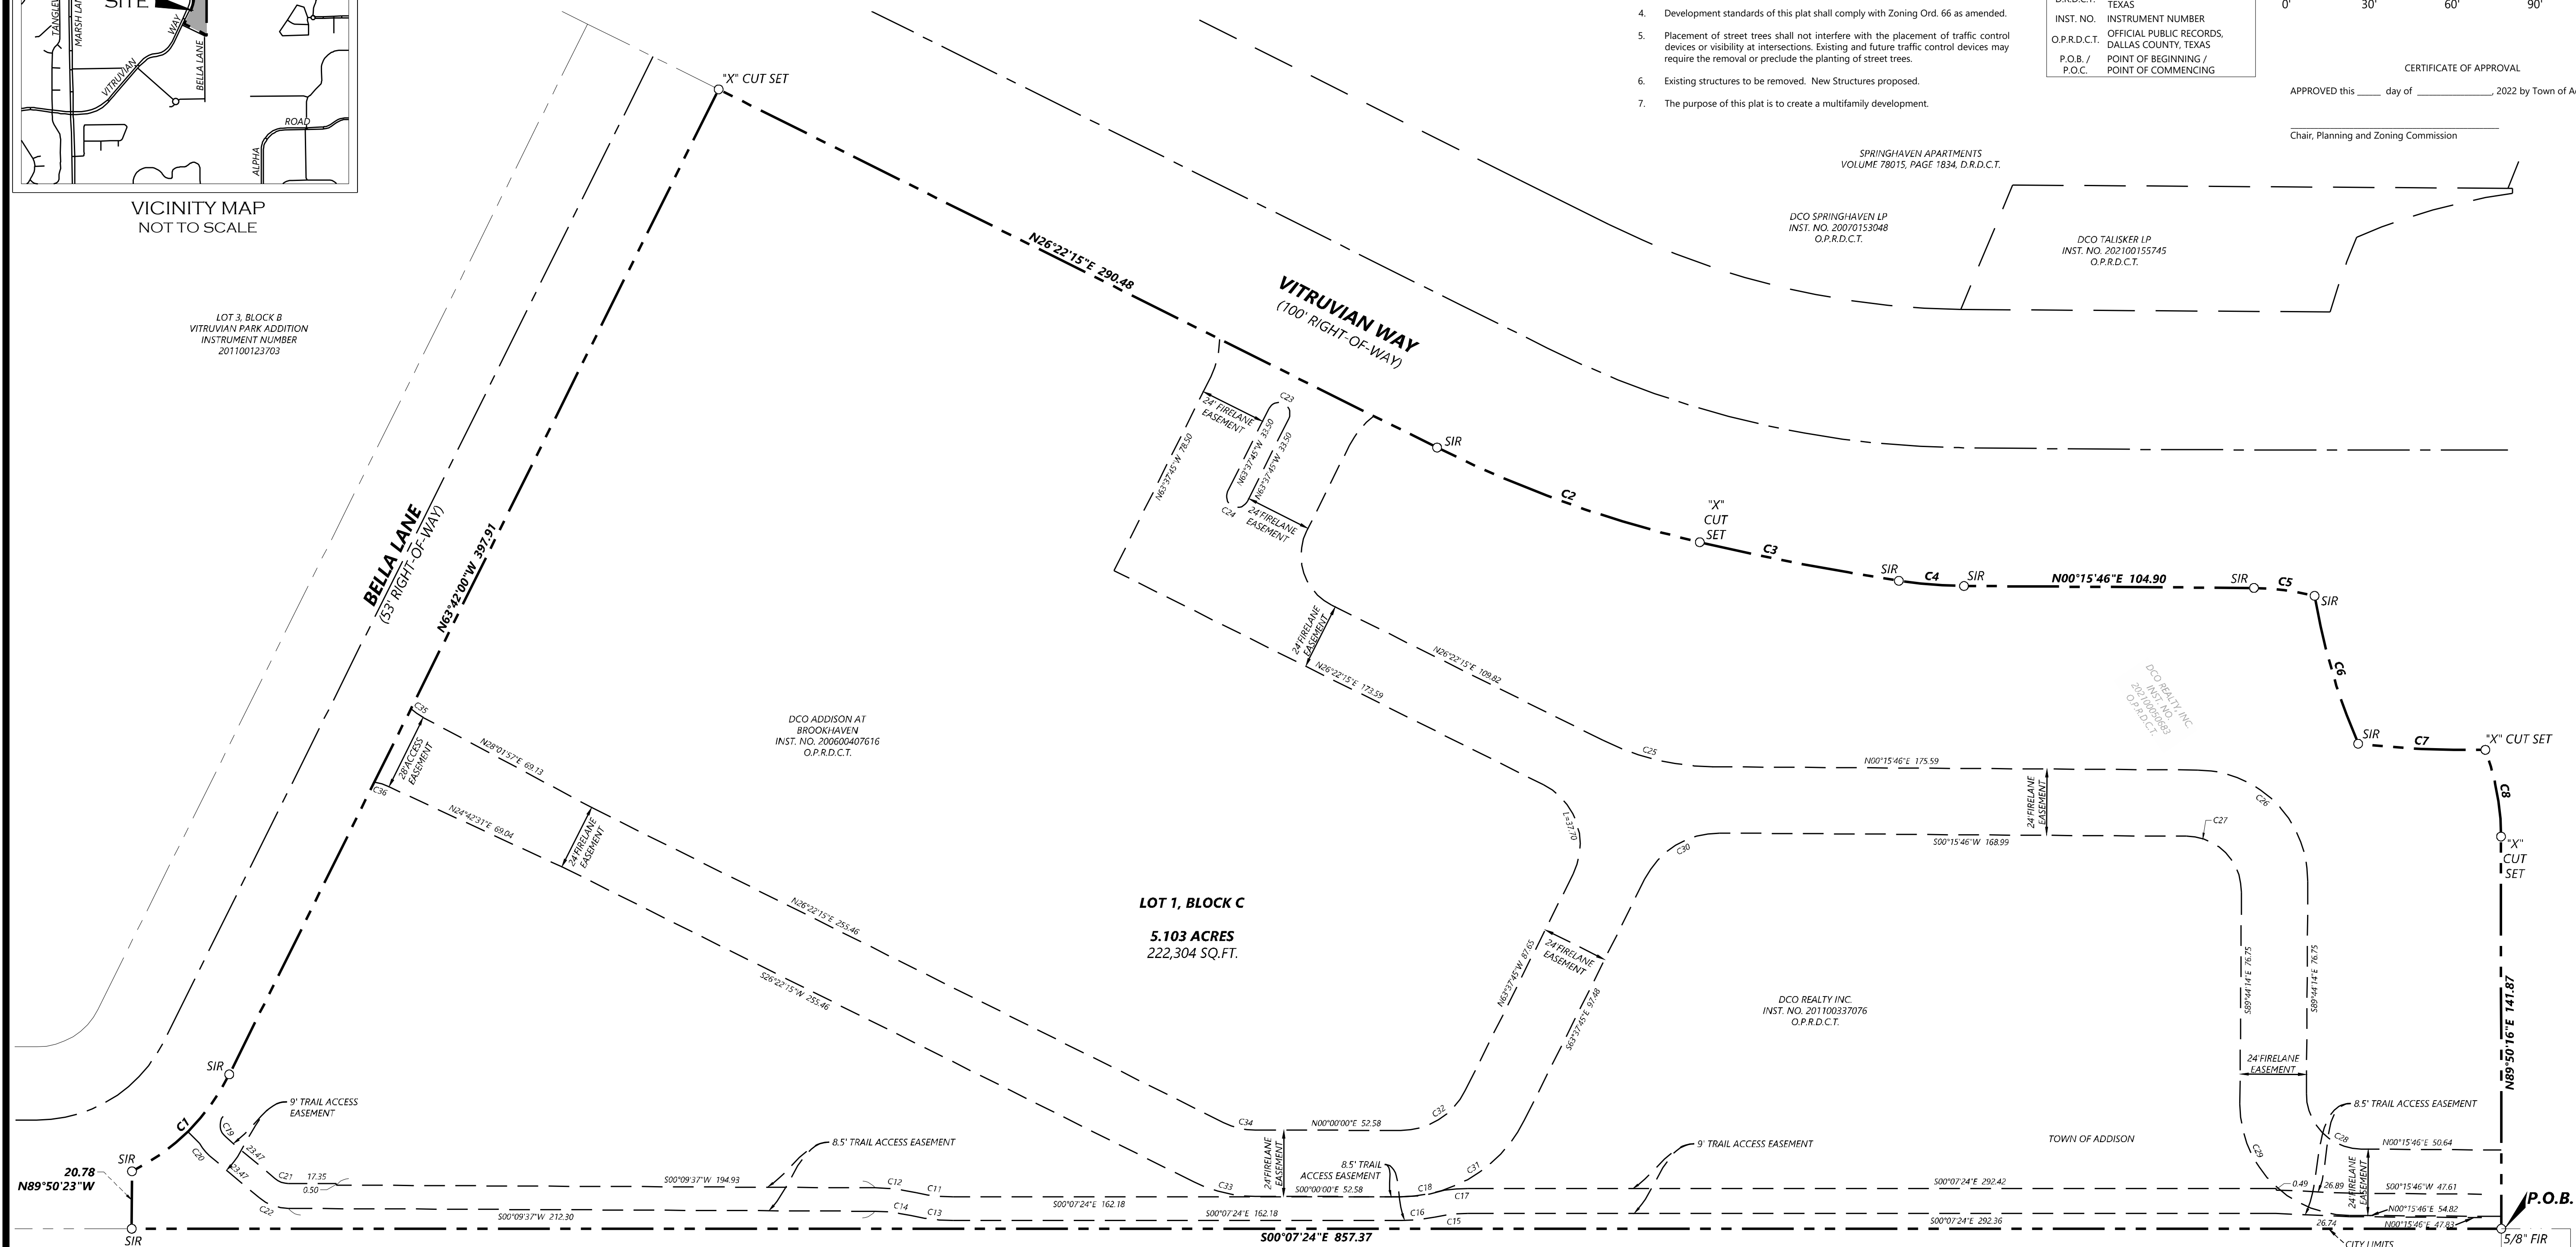 SITE
TANGLEW
MARSH LAN
WAY
VITRUVIAN
BELLA LANE
ROAD
ALPHA
VICINITY MAP
NOT TO SCALE
4. Development standards of this plat shall comply with Zoning Ord. 66 as amended.
5. Placement of street trees shall not interfere with the placement of traffic control
devices or visibility at intersections. Existing and future traffic control devices may
require the removal or preclude the planting of street trees.
6. Existing structures to be removed. New Structures proposed.
7. The purpose of this plat is to create a multifamily development.
D.R.D.C.T.
TEXAS
INST. NO. INSTRUMENT NUMBER
O.P.R.D.C.T. OFFICIAL PUBLIC RECORDS,
DALLAS COUNTY, TEXAS
P.O.B. / POINT OF BEGINNING /
P.O.C. POINT OF COMMENCING
0' 30' 60' 90'
CERTIFICATE OF APPROVAL
APPROVED this _____ day of ________________, 2022 by Town of A
Chair, Planning and Zoning Commission
SPRINGHAVEN APARTMENTS
VOLUME 78015, PAGE 1834, D.R.D.C.T.
DCO SPRINGHAVEN LP
INST. NO. 20070153048
O.P.R.D.C.T.
DCO TALISKER LP
INST. NO. 202100155745
O.P.R.D.C.T.
"X" CUT SET
N26°22'15"E 290.48
VITRUVIAN WAY
(100' RIGHT-OF-WAY)
LOT 3, BLOCK B
VITRUVIAN PARK ADDITION
INSTRUMENT NUMBER
201100123703
BELLA LANE
(53' RIGHT-OF-WAY)
N63°42'00"W 397.91
24' FIRELANE
EASEMENT
C23
N63°37'45"W 78.50
N63°37'45"W 33.50
N63°37'45"W 33.50
C24
24'FIRELANE
EASEMENT
SIR
C2
"X"
CUT
SET
C3
SIR
C4
SIR
N00°15'46"E 104.90
SIR
C5
SIR
C6
SIR
C7
"X" CUT SET
C8
"X"
CUT
SET
DCO REALTY, INC.
INST. NO.
202100050683
O.P.R.D.C.T.
24'FIRELANE
EASEMENT
N26°22'15"E 109.82
N26°22'15"E 173.59
C25
N00°15'46"E 175.59
24'FIRELANE
EASEMENT
C26
C27
S00°15'46"W 168.99
C30
L=37.70
C35
28'ACCESS
EASEMENT
C36
N28°01'57"E 69.13
N24°42'31"E 69.04
24'FIRELANE
EASEMENT
DCO ADDISON AT
BROOKHAVEN
INST. NO. 200600407616
O.P.R.D.C.T.
N26°22'15"E 255.46
S26°22'15"W 255.46
LOT 1, BLOCK C
5.103 ACRES
222,304 SQ.FT.
N63°37'45"W 87.65
24'FIRELANE
EASEMENT
S63°37'45"E 97.48
DCO REALTY INC.
INST. NO. 201100337076
O.P.R.D.C.T.
S89°44'14"E 76.75
S89°44'14"E 76.75
24'FIRELANE
EASEMENT
N89°50'16"E 141.87
SIR
C1
C19
9' TRAIL ACCESS
EASEMENT
SIR
20.78
N89°50'23"W
SIR
C20
23.47
23.47
C21
17.35
0.50
C22
S00°09'37"W 194.93
S00°09'37"W 212.30
8.5' TRAIL ACCESS EASEMENT
C12
C11
C14
C13
S00°07'24"E 162.18
S00°07'24"E 162.18
C34
C33
24'FIRELANE
EASEMENT
N00°00'00"E 52.58
S00°00'00"E 52.58
8.5' TRAIL
ACCESS EASEMENT
C32
C31
C18
C17
C16
C15
9' TRAIL ACCESS EASEMENT
S00°07'24"E 292.42
S00°07'24"E 292.36
TOWN OF ADDISON
8.5' TRAIL ACCESS EASEMENT
C28
C29
N00°15'46"E 50.64
24'FIRELANE
EASEMENT
0.49
26.89
S00°15'46"W 47.61
N00°15'46"E 54.82
26.74
N00°15'46"E 47.83
CITY LIMITS
P.O.B.
5/8" FIR
S00°07'24"E 857.37